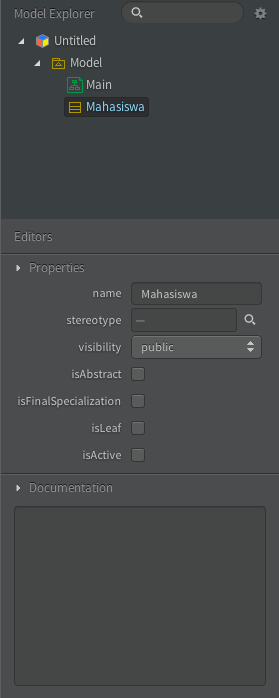 Model Explorer
Untitled
Model
Main
Mahasiswa
Editors
Properties
name Mahasiswa
stereotype —
visibility public
isAbstract
isFinalSpecialization
isLeaf
isActive
Documentation